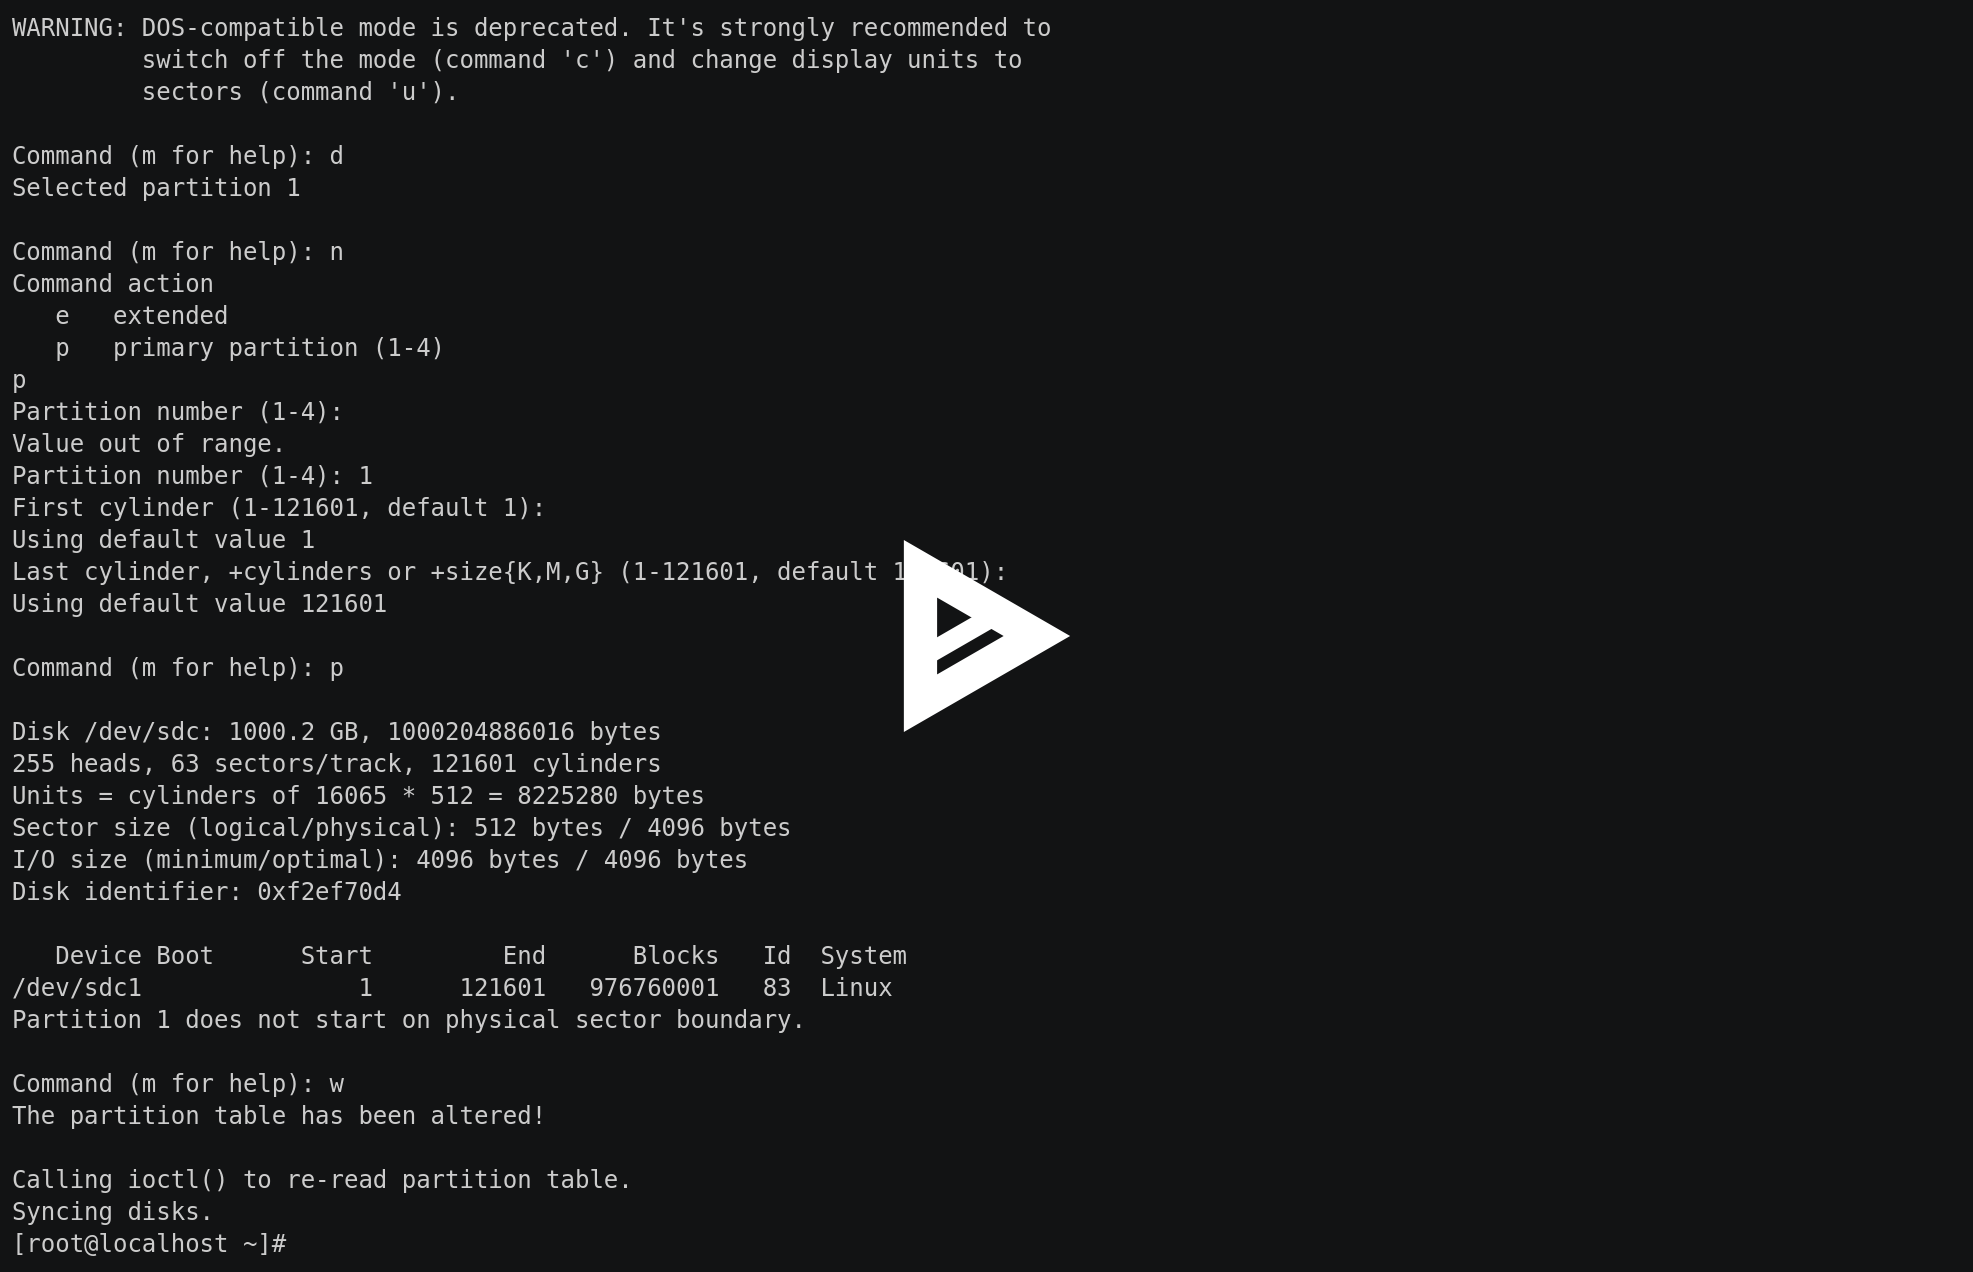 WARNING: DOS-compatible mode is deprecated. It's strongly recommended to
         switch off the mode (command 'c') and change display units to
         sectors (command 'u').

Command (m for help): d
Selected partition 1

Command (m for help): n
Command action
   e   extended
   p   primary partition (1-4)
p
Partition number (1-4):
Value out of range.
Partition number (1-4): 1
First cylinder (1-121601, default 1):
Using default value 1
Last cylinder, +cylinders or +size{K,M,G} (1-121601, default
Using default value 121601

Command (m for help): p

Disk /dev/sdc: 1000.2 GB, 1000204886016 bytes
255 heads, 63 sectors/track, 121601 cylinders
Units = cylinders of 16065 * 512 = 8225280 bytes
Sector size (logical/physical): 512 bytes / 4096 bytes
I/O size (minimum/optimal): 4096 bytes / 4096 bytes
Disk identifier: 0xf2ef70d4

   Device Boot      Start         End      Blocks   Id  System
/dev/sdc1               1      121601   976760001   83  Linux
Partition 1 does not start on physical sector boundary.

Command (m for help): w
The partition table has been altered!

Calling ioctl() to re-read partition table.
Syncing disks.
[root@localhost ~]#